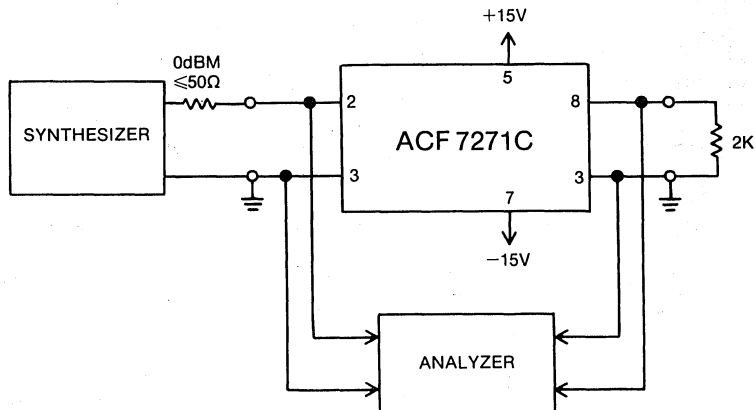 +15V
0dBM
≤50Ω
5
2
8
SYNTHESIZER
ACF 7271C
2K
3
3
7
−15V
ANALYZER